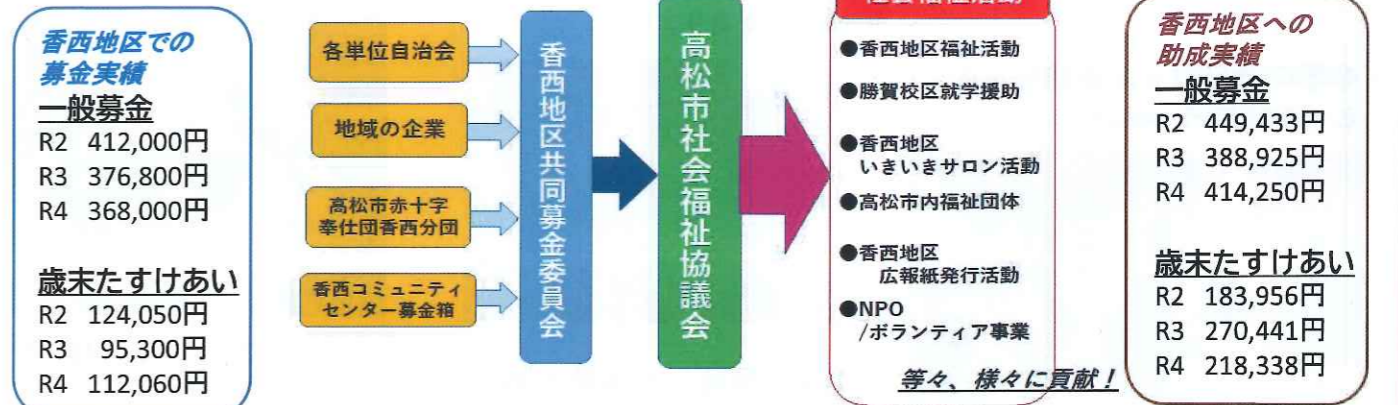 香西地区での
募金実績
一般募金
R2 412,000円
R3 376,800円
R4 368,000円
歳末たすけあい
R2 124,050円
R3 95,300円
R4 112,060円
各単位自治会
地域の企業
高松市赤十字
奉仕団香西分団
香西コミュニティ
センター募金箱
香西地区共同募金委員会
高松市社会福祉協議会
社会福祉活動
●香西地区福祉活動
●勝賀校区就学援助
●香西地区
いきいきサロン活動
●高松市内福祉団体
●香西地区
広報紙発行活動
●NPO
/ボランティア事業
等々、様々に貢献！
香西地区への
助成実績
一般募金
R2 449,433円
R3 388,925円
R4 414,250円
歳末たすけあい
R2 183,956円
R3 270,441円
R4 218,338円